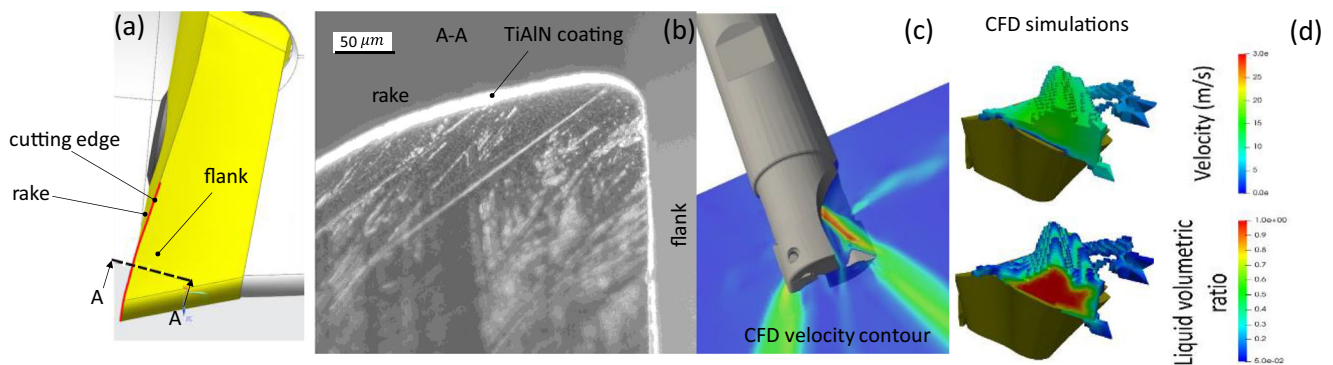 (a)
cutting edge
rake
flank
A
A
50 μm
A-A
TiAlN coating
(b)
rake
flank
(c)
CFD velocity contour
CFD simulations
(d)
Velocity (m/s)
3.0e
25
20
15
10
5
0.0e
Liquid volumetric
ratio
1.0e+00
0.9
0.8
0.7
0.6
0.5
0.4
0.3
0.2
5.0e-02